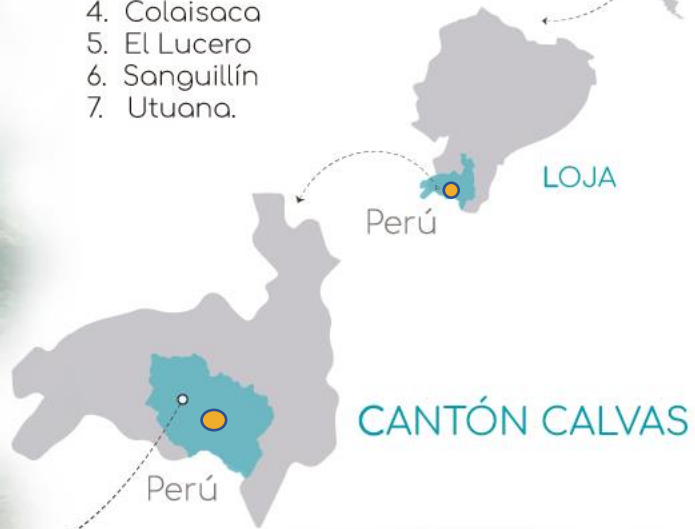 4. Colaisaca
5. El Lucero
6. Sanguillín
7. Utuana.
LOJA
Perú
CANTÓN CALVAS
Perú